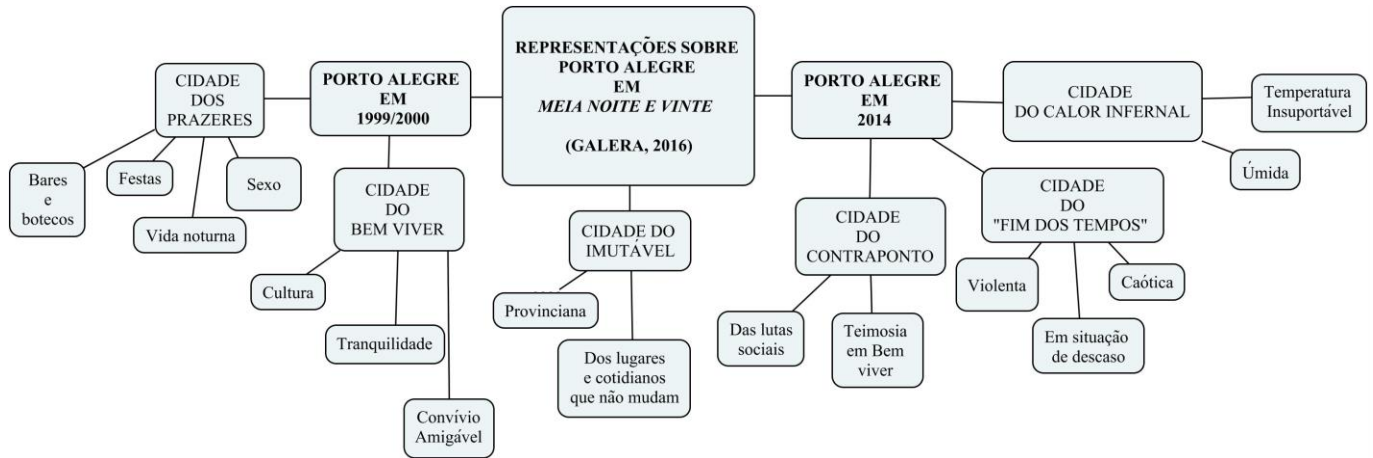 REPRESENTAÇÕES SOBRE
PORTO ALEGRE
EM
MEIA NOITE E VINTE
(GALERA, 2016)
PORTO ALEGRE
EM
1999/2000
CIDADE
DOS
PRAZERES
Bares
e
botecos
Festas
Vida noturna
Sexo
CIDADE
DO
BEM VIVER
Cultura
Tranquilidade
Convívio
Amigável
CIDADE DO
IMUTÁVEL
Provinciana
Dos lugares
e cotidianos
que não mudam
PORTO ALEGRE
EM
2014
CIDADE
DO
CONTRAPONTO
Das lutas
sociais
Teimosia
em Bem
viver
CIDADE
DO
"FIM DOS TEMPOS"
Violenta
Em situação
de descaso
Caótica
CIDADE
DO CALOR INFERNAL
Temperatura
Insuportável
Úmida